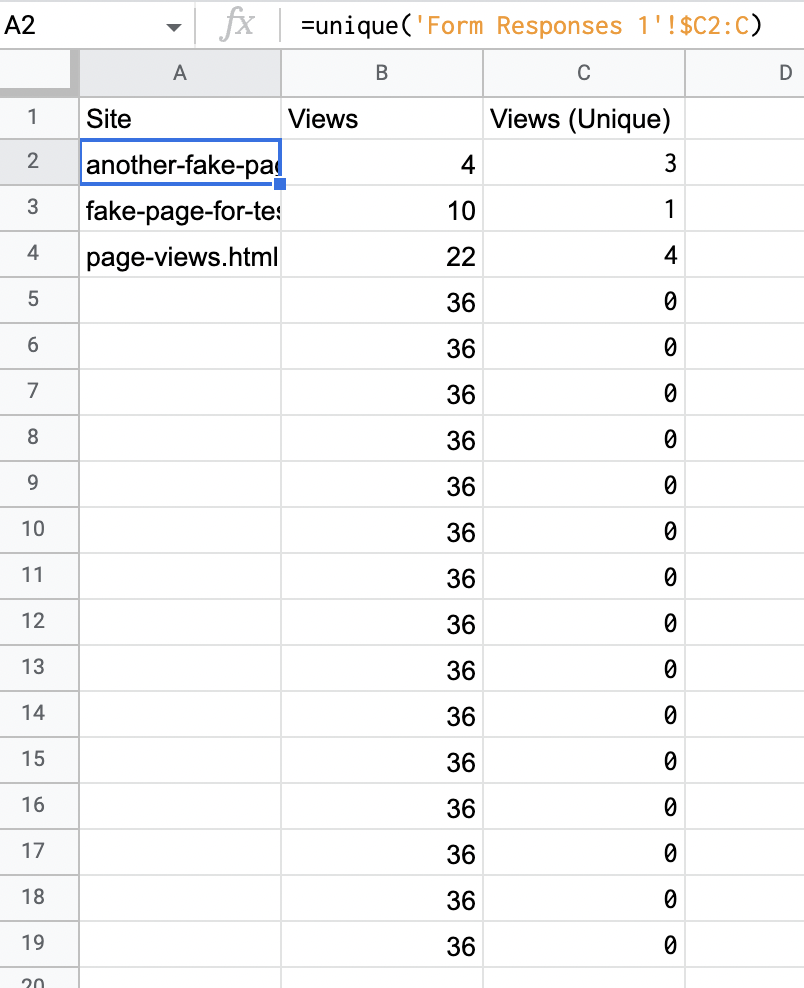 A2 fx =unique('Form Responses 1'!$C2:C)
A B C D
1 Site Views Views (Unique)
2 another-fake-pag 4 3
3 fake-page-for-tes 10 1
4 page-views.html 22 4
5 36 0
6 36 0
7 36 0
8 36 0
9 36 0
10 36 0
11 36 0
12 36 0
13 36 0
14 36 0
15 36 0
16 36 0
17 36 0
18 36 0
19 36 0
20